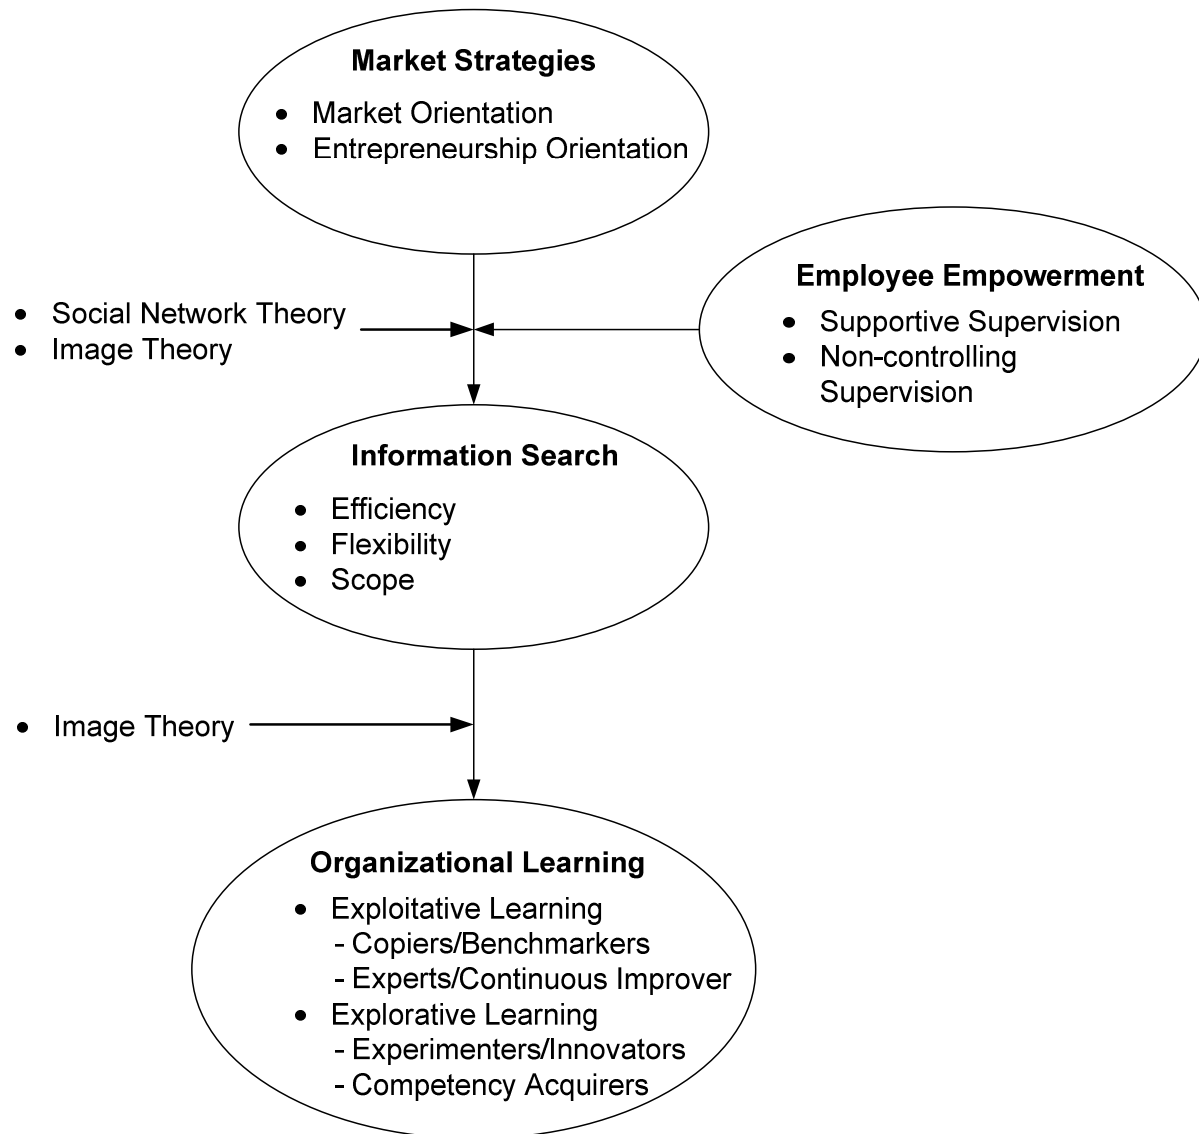 Market Strategies
• Market Orientation
• Entrepreneurship Orientation
• Social Network Theory
• Image Theory
Employee Empowerment
• Supportive Supervision
• Non-controlling
Supervision
Information Search
• Efficiency
• Flexibility
• Scope
• Image Theory
Organizational Learning
• Exploitative Learning
- Copiers/Benchmarkers
- Experts/Continuous Improver
• Explorative Learning
- Experimenters/Innovators
- Competency Acquirers